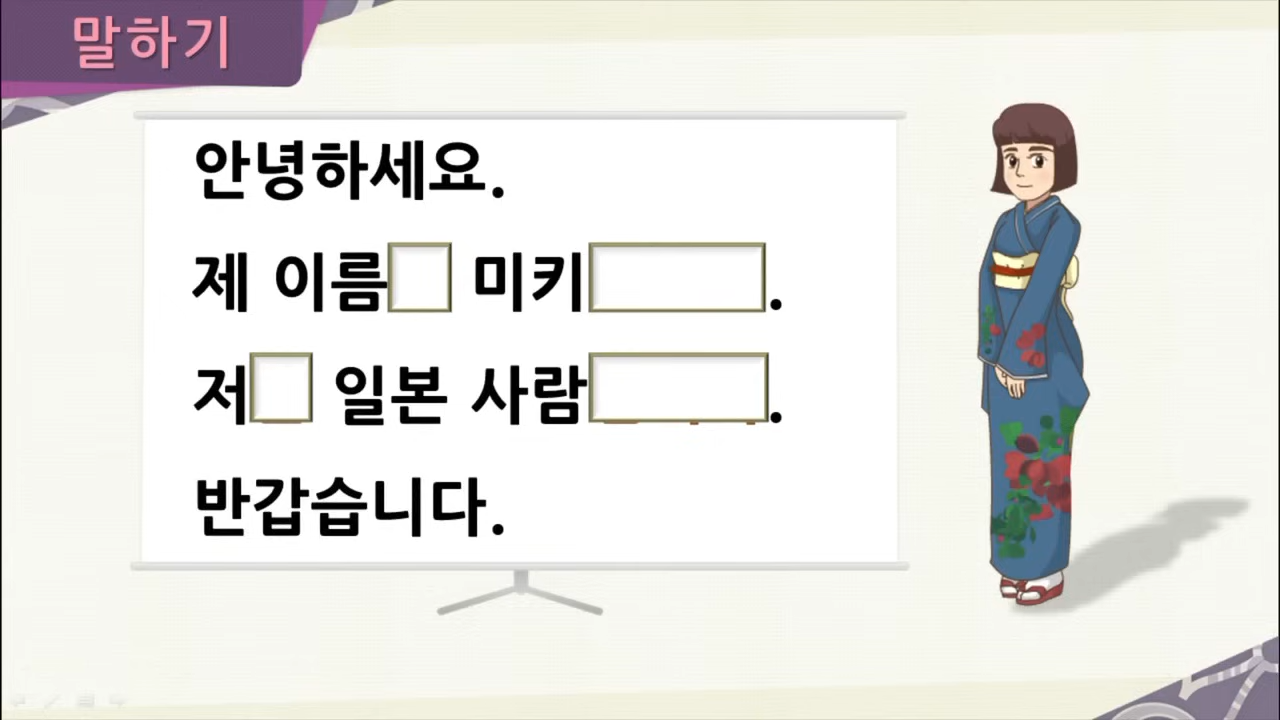 말하기
안녕하세요.
제 이름 미키 .
저 일본 사람 .
반갑습니다.